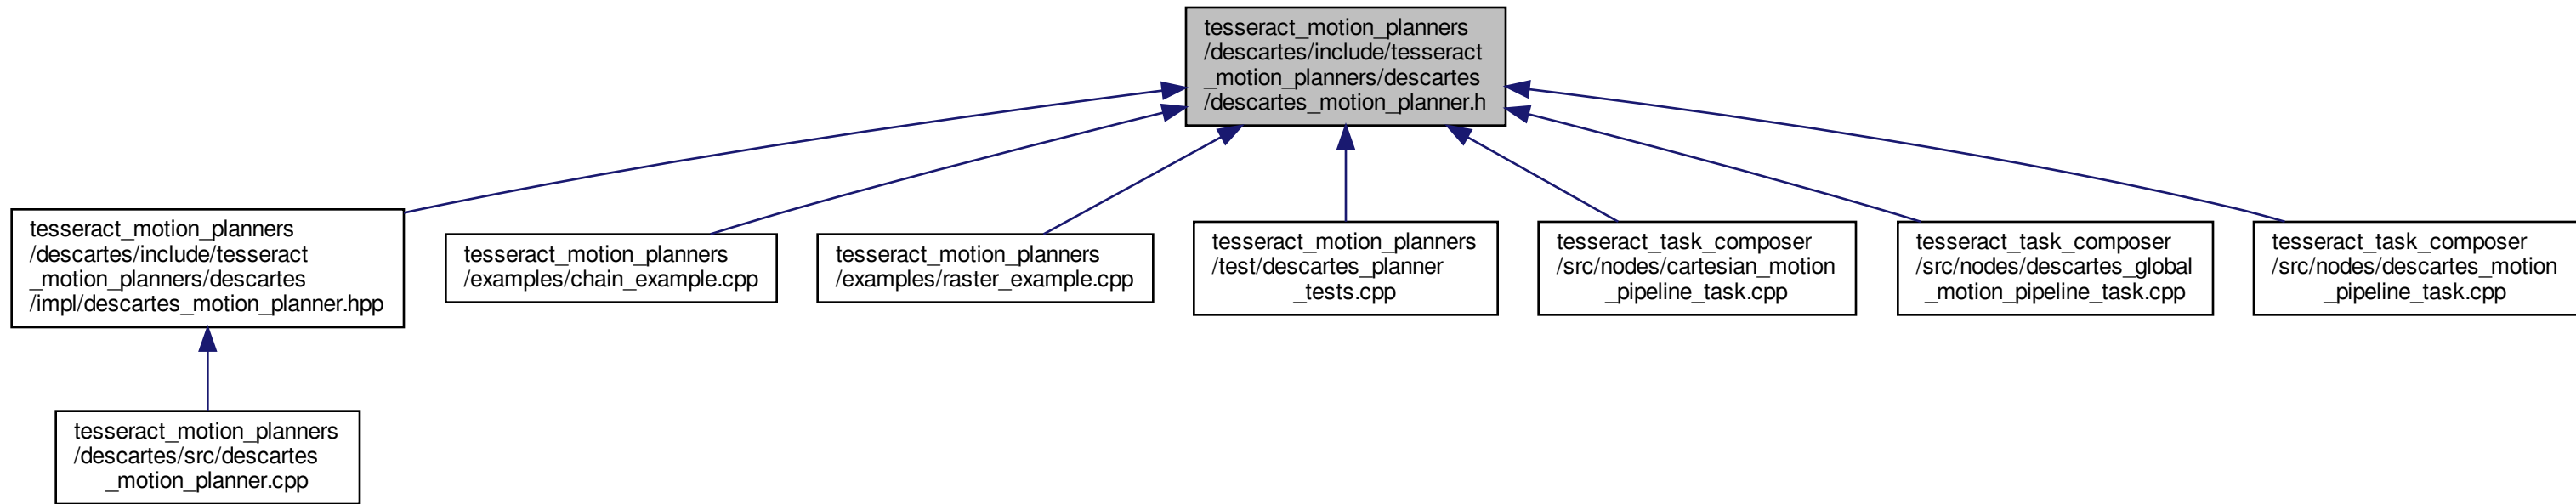 tesseract_motion_planners
/descartes/include/tesseract
_motion_planners/descartes
/descartes_motion_planner.h
tesseract_motion_planners
/descartes/include/tesseract
_motion_planners/descartes
/impl/descartes_motion_planner.hpp
tesseract_motion_planners
/examples/chain_example.cpp
tesseract_motion_planners
/examples/raster_example.cpp
tesseract_motion_planners
/test/descartes_planner
_tests.cpp
tesseract_task_composer
/src/nodes/cartesian_motion
_pipeline_task.cpp
tesseract_task_composer
/src/nodes/descartes_global
_motion_pipeline_task.cpp
tesseract_task_composer
/src/nodes/descartes_motion
_pipeline_task.cpp
tesseract_motion_planners
/descartes/src/descartes
_motion_planner.cpp